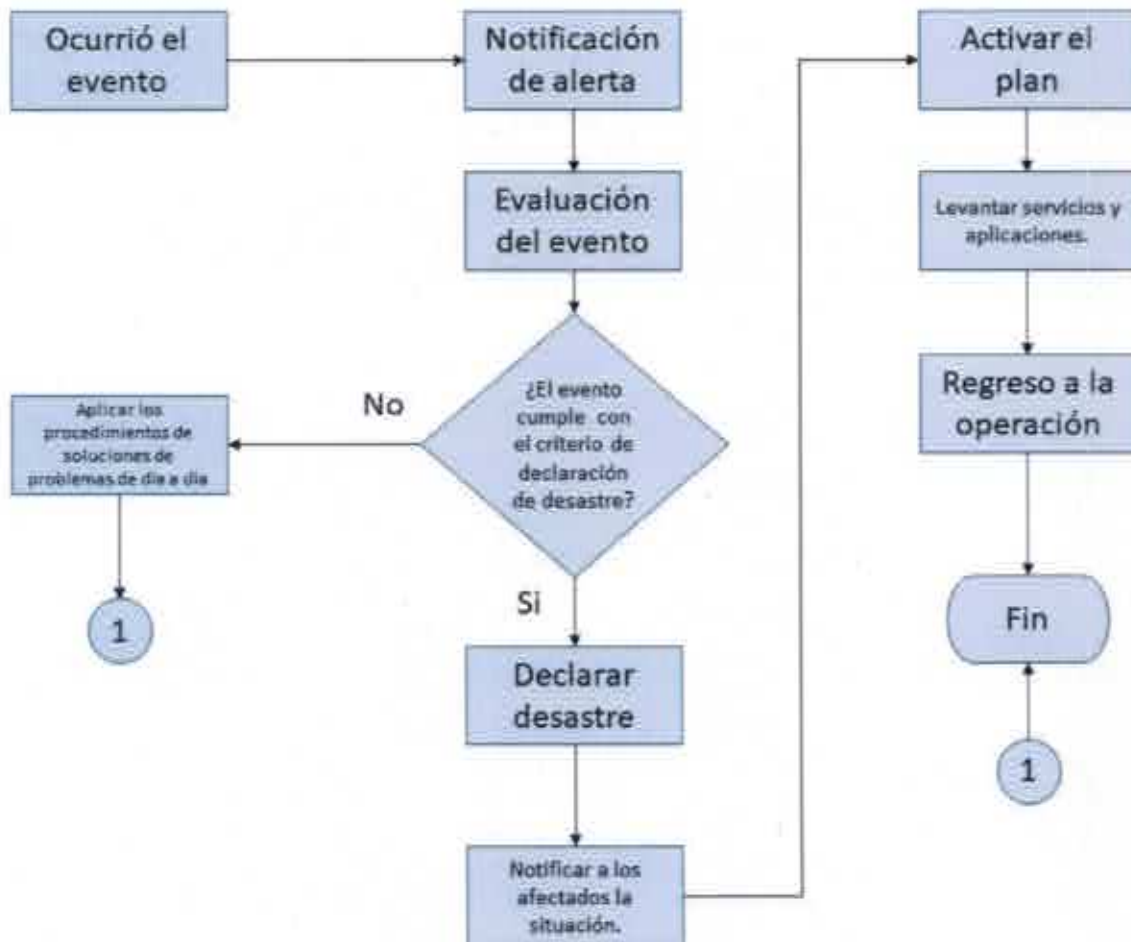 Ocurrió el
evento
Notificación
de alerta
Evaluación
del evento
¿El evento
cumple con
el criterio de
declaración
de desastre?
No
Aplicar los
procedimientos de
soluciones de
problemas de día a día
1
Si
Declarar
desastre
Notificar a los
afectados la
situación.
Activar el
plan
Levantar servicios y
aplicaciones.
Regreso a la
operación
Fin
1